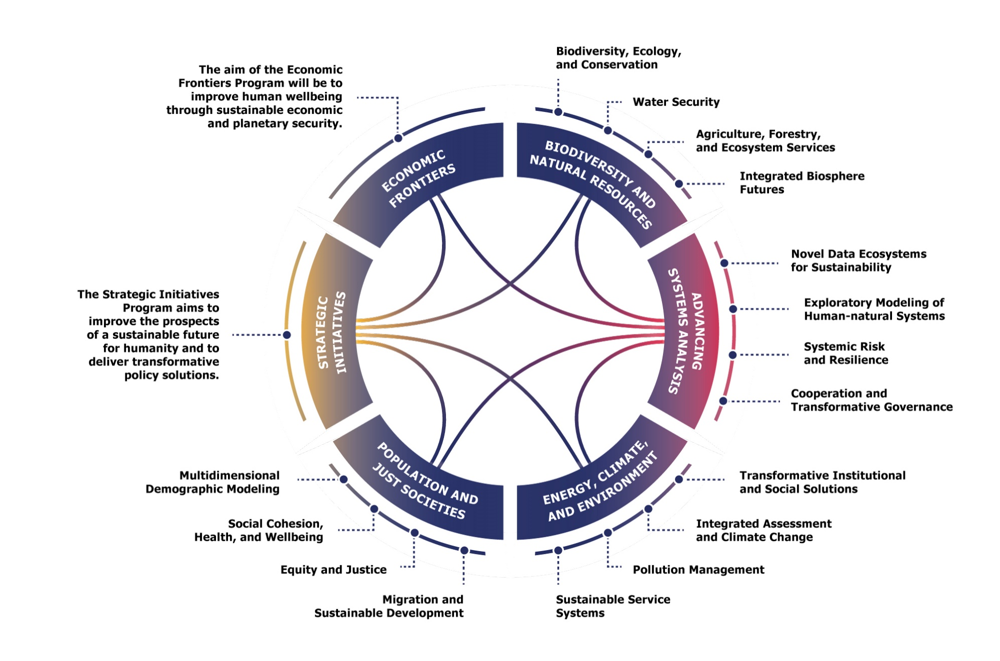 The aim of the Economic
Frontiers Program will be to
improve human wellbeing
through sustainable economic
and planetary security.
Biodiversity, Ecology,
and Conservation
Water Security
Agriculture, Forestry,
and Ecosystem Services
Integrated Biosphere
Futures
ECONOMIC
FRONTIERS
BIODIVERSITY AND
NATURAL RESOURCES
Novel Data Ecosystems
for Sustainability
Exploratory Modeling of
Human-natural Systems
Systemic Risk
and Resilience
Cooperation and
Transformative Governance
ADVANCING
SYSTEMS ANALYSIS
The Strategic Initiatives
Program aims to
improve the prospects
of a sustainable future
for humanity and to
deliver transformative
policy solutions.
STRATEGIC
INITIATIVES
POPULATION AND
JUST SOCIETIES
ENERGY, CLIMATE,
AND ENVIRONMENT
Multidimensional
Demographic Modeling
Social Cohesion,
Health, and Wellbeing
Equity and Justice
Migration and
Sustainable Development
Transformative Institutional
and Social Solutions
Integrated Assessment
and Climate Change
Pollution Management
Sustainable Service
Systems